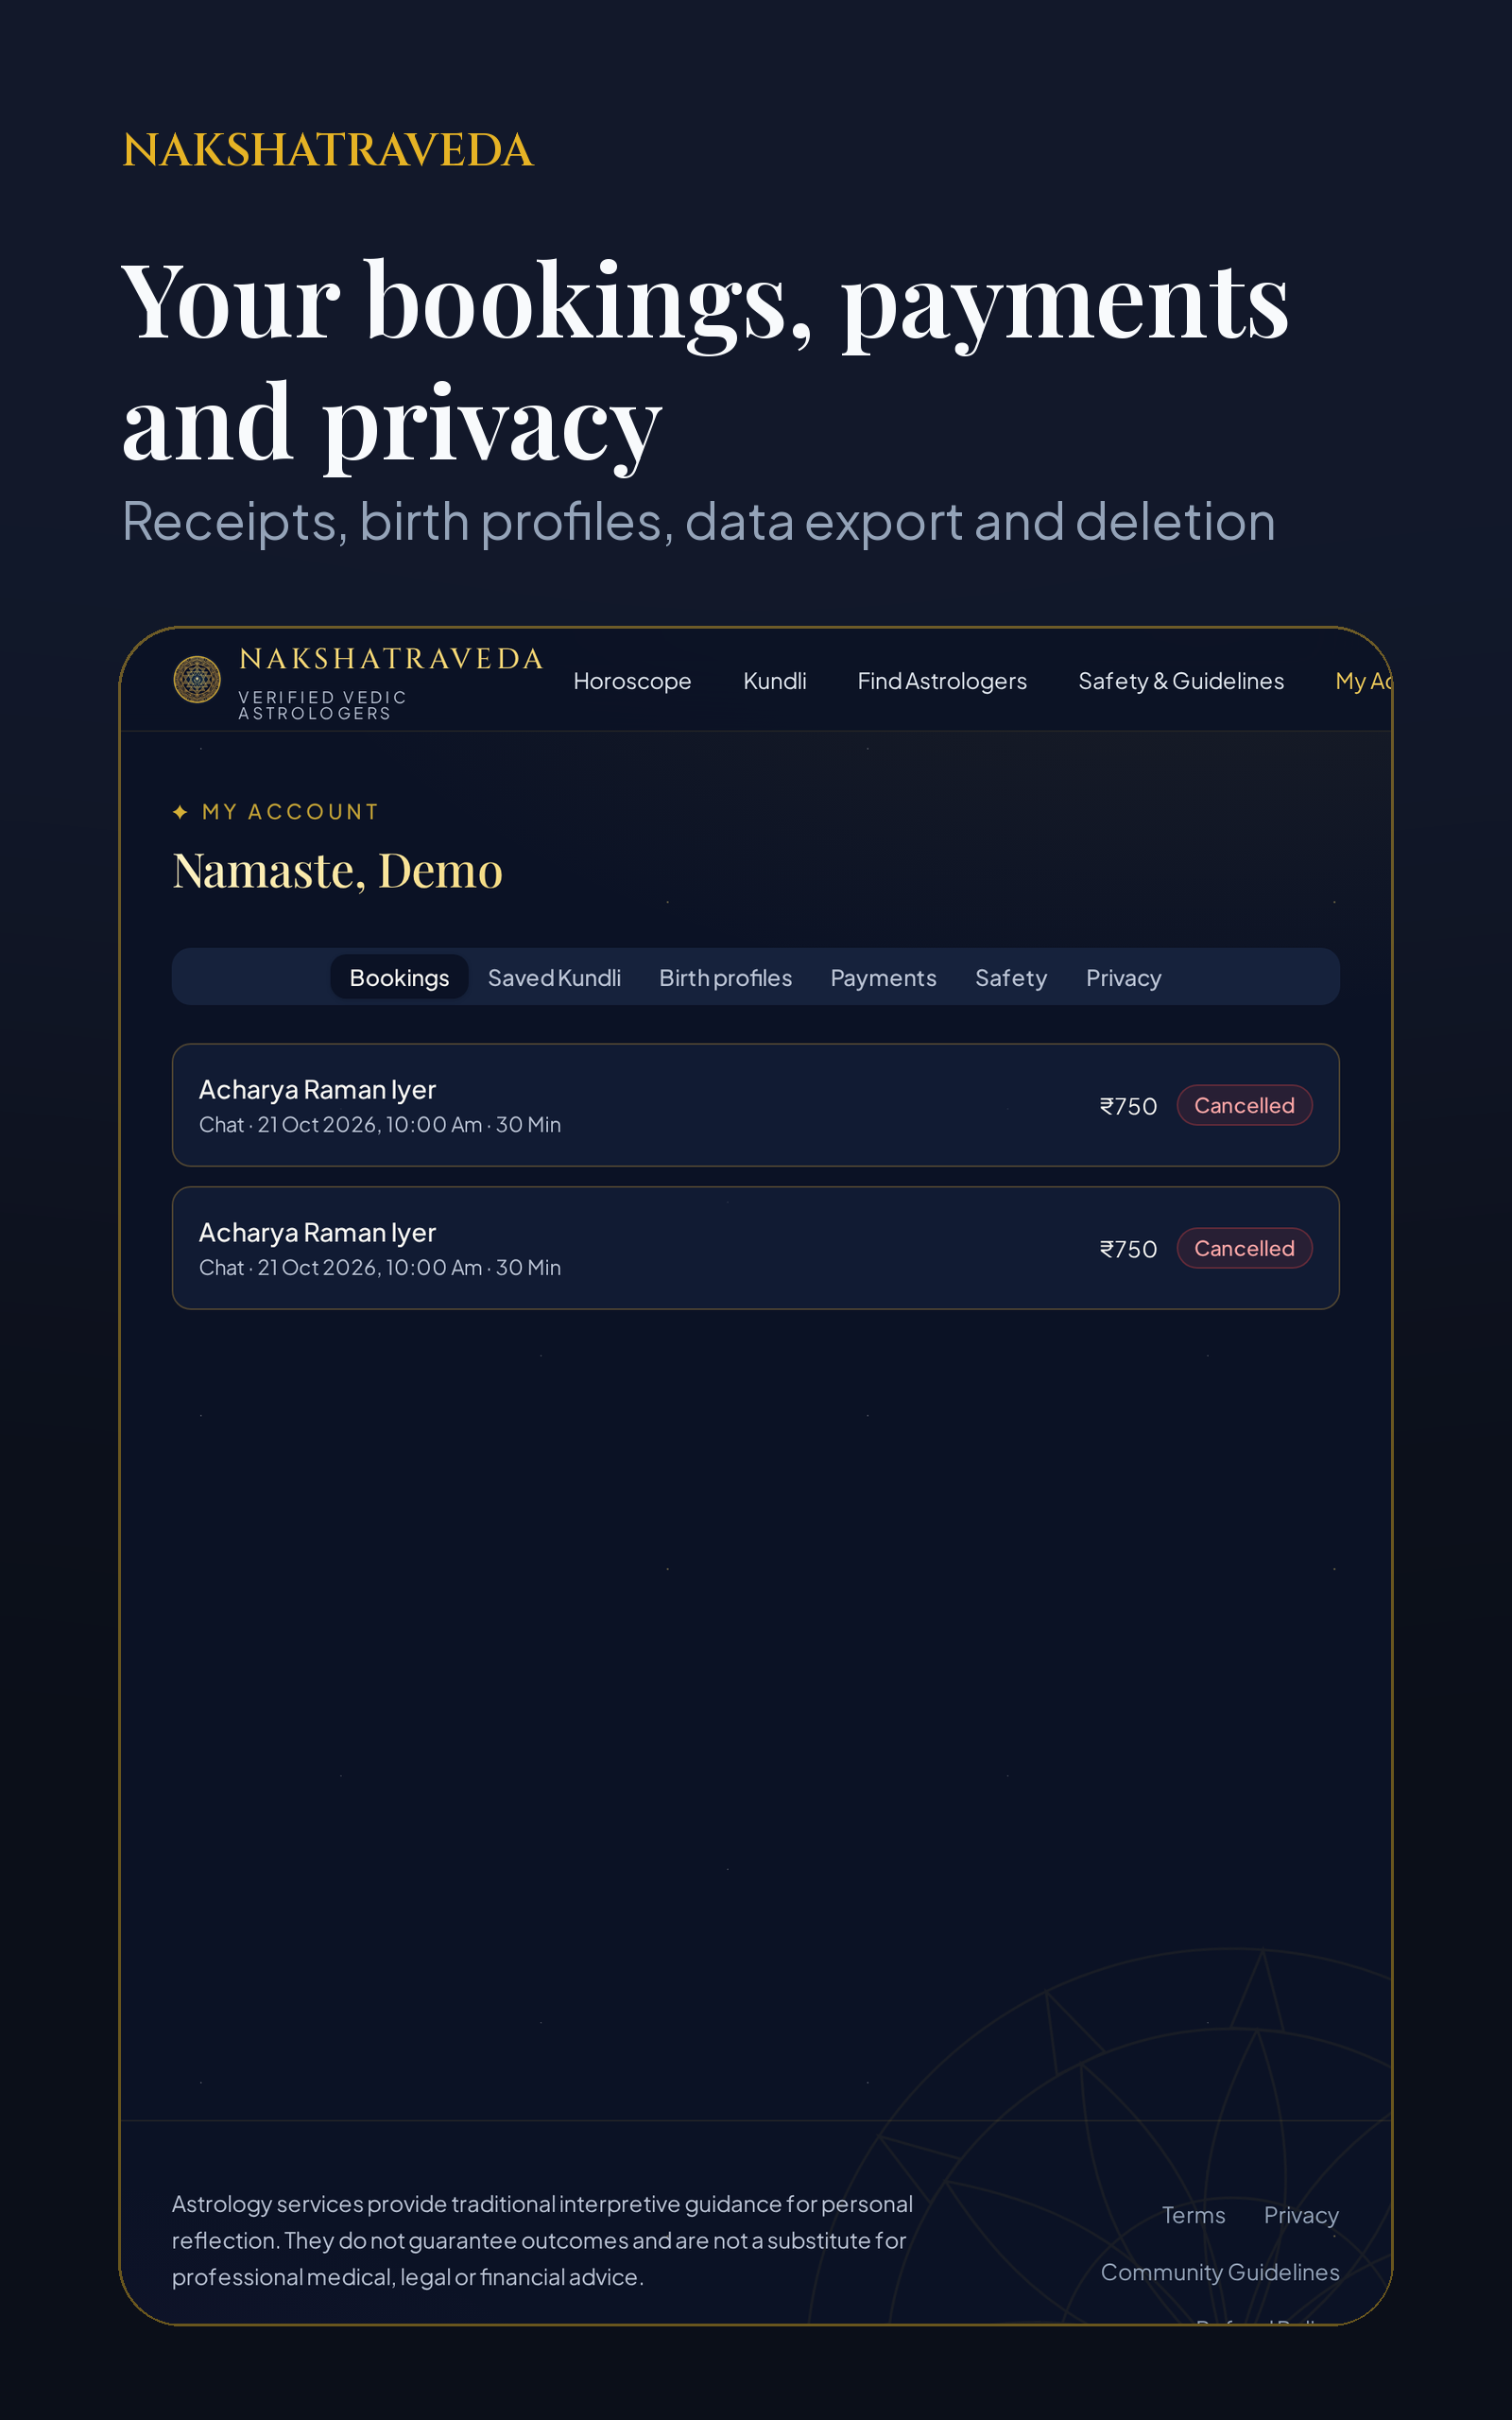 NAKSHATRAVEDA
Your bookings, payments
and privacy
Receipts, birth profiles, data export and deletion
NAKSHATRAVEDA
VERIFIED VEDIC
ASTROLOGERS
Horoscope
Kundli
Find Astrologers
Safety & Guidelines
My Ac
✦ MY ACCOUNT
Namaste, Demo
Bookings
Saved Kundli
Birth profiles
Payments
Safety
Privacy
Acharya Raman Iyer
Chat · 21 Oct 2026, 10:00 Am · 30 Min
₹750
Cancelled
Acharya Raman Iyer
Chat · 21 Oct 2026, 10:00 Am · 30 Min
₹750
Cancelled
Astrology services provide traditional interpretive guidance for personal
reflection. They do not guarantee outcomes and are not a substitute for
professional medical, legal or financial advice.
Terms
Privacy
Community Guidelines